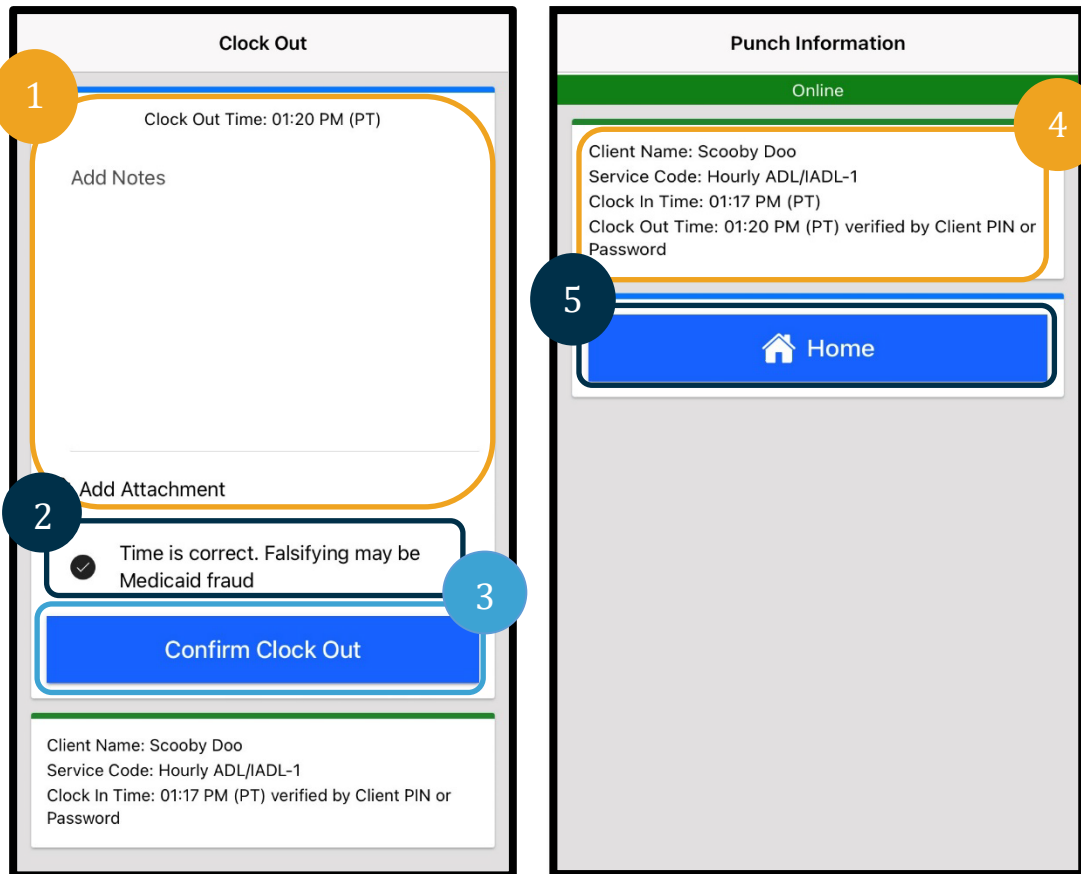 Clock Out
1
Clock Out Time: 01:20 PM (PT)
Add Notes
Add Attachment
2
Time is correct. Falsifying may be
Medicaid fraud
3
Confirm Clock Out
Client Name: Scooby Doo
Service Code: Hourly ADL/IADL-1
Clock In Time: 01:17 PM (PT) verified by Client PIN or
Password
Punch Information
Online
4
Client Name: Scooby Doo
Service Code: Hourly ADL/IADL-1
Clock In Time: 01:17 PM (PT)
Clock Out Time: 01:20 PM (PT) verified by Client PIN or
Password
5
Home